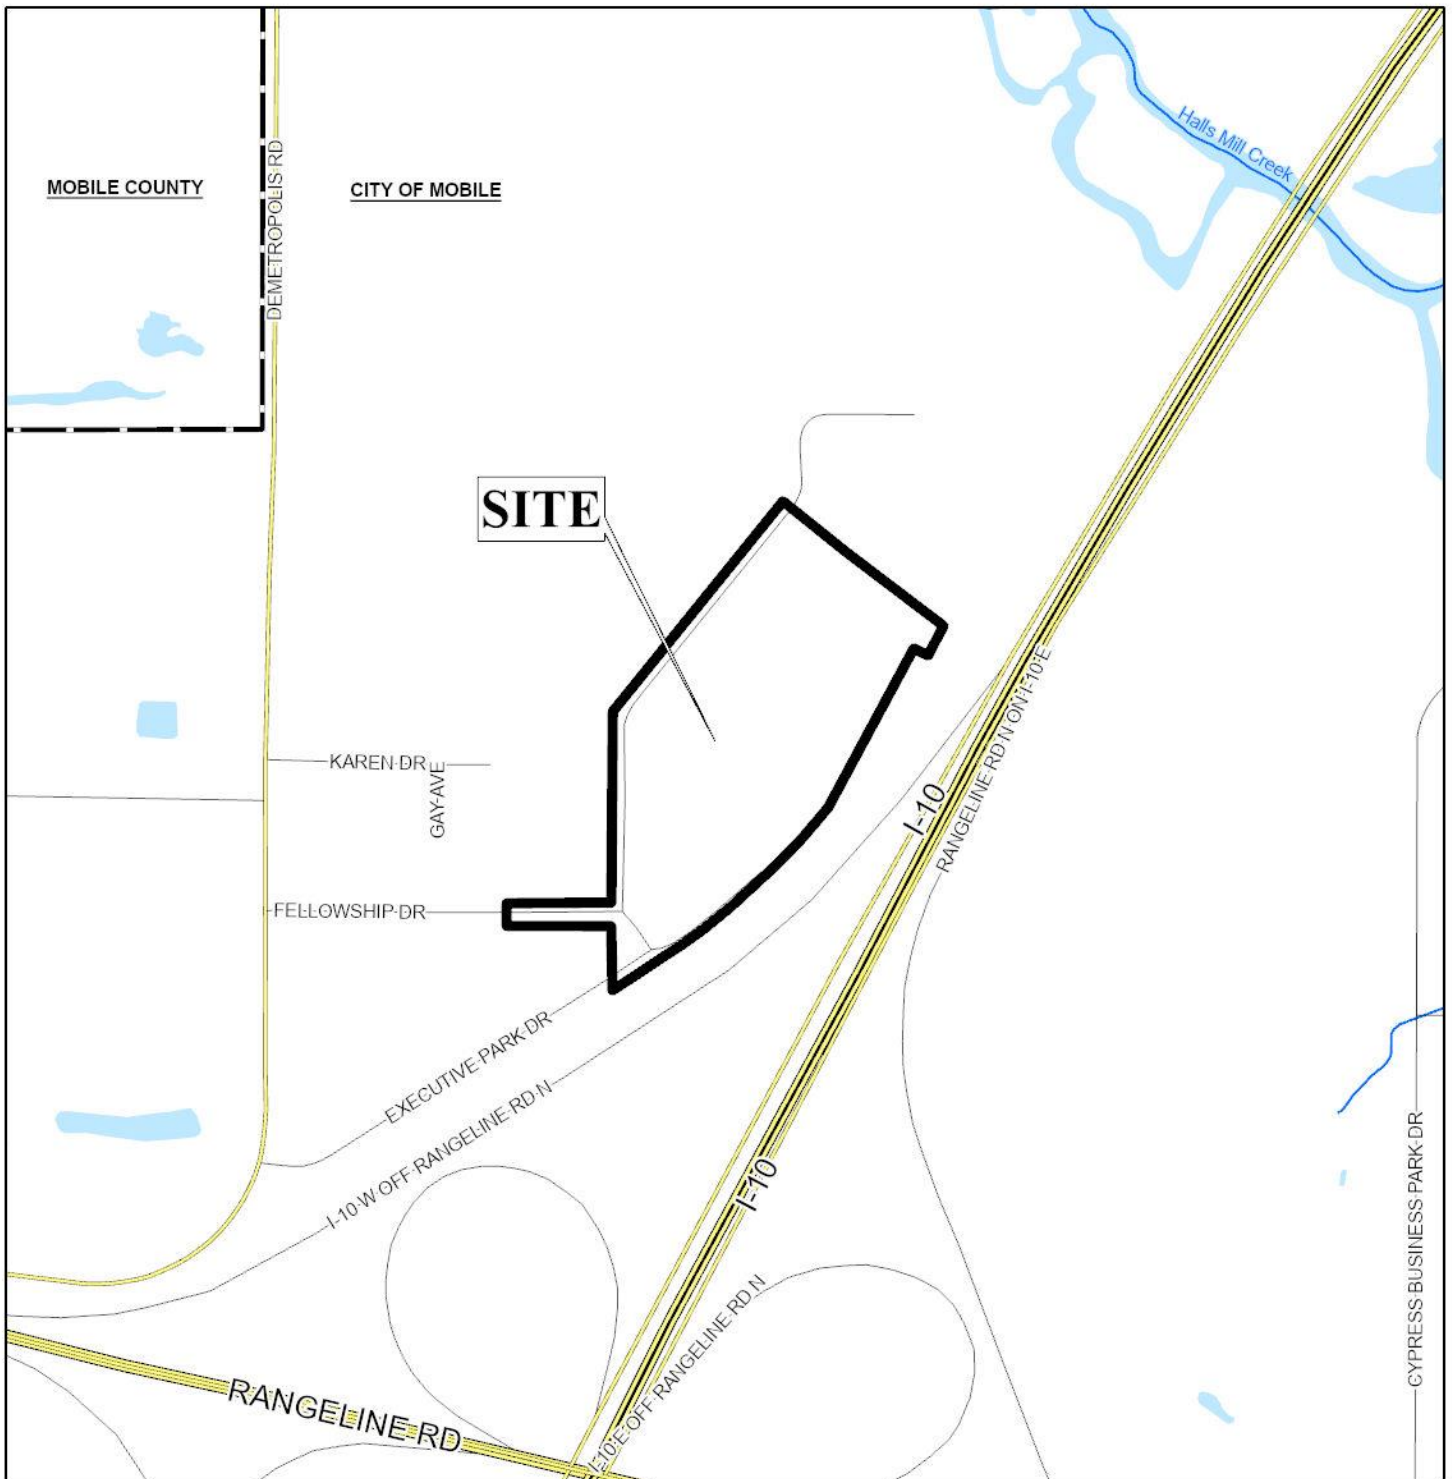 Halls Mill Creek
DEMETROPOLIS RD
MOBILE COUNTY
CITY OF MOBILE
SITE
RANGELINE RD N ON I-10 E
KAREN DR
GAY AVE
I-10
FELLOWSHIP DR
EXECUTIVE PARK DR
I-10 W OFF RANGELINE RD N
I-10
CYPRESS BUSINESS PARK DR
I-10 E OFF RANGELINE RD N
RANGELINE RD